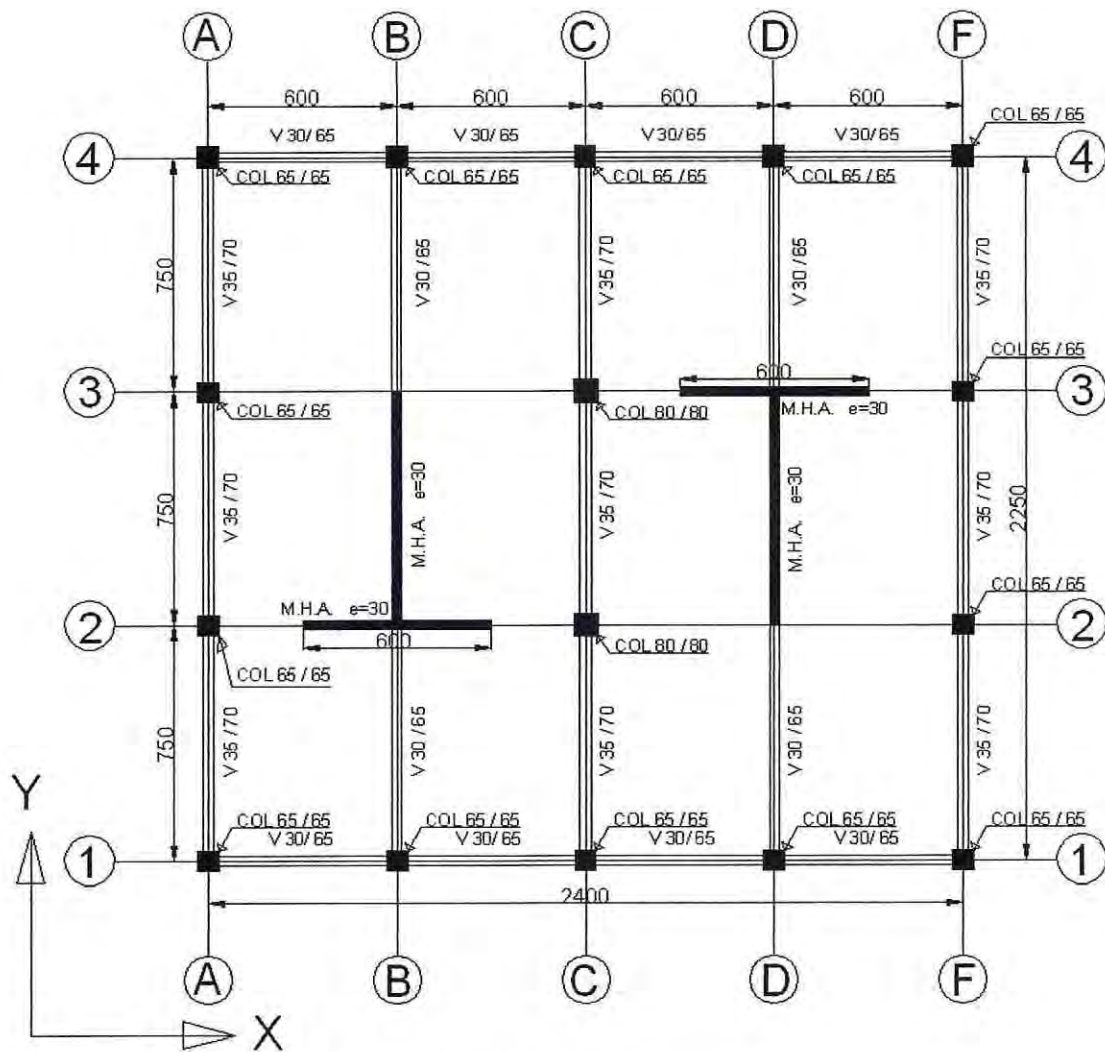 A B C D F
600 600 600 600
COL 65/65
V 30/65 V 30/65 V 30/65 V 30/65
4 4
COL 65/65 COL 65/65 COL 65/65 COL 65/65
750 V 35/70 V 30/65 V 35/70 V 30/65 V 35/70
COL 65/65
600
3 3
COL 65/65 COL 80/80 M.H.A. e=30
750 V 35/70 M.H.A. e=30 V 35/70 M.H.A. e=30 V 35/70 2250
M.H.A. e=30
COL 65/65
2 2
600 COL 80/80
COL 65/65
750 V 35/70 V 30/65 V 35/70 V 30/65 V 35/70
Y
COL 65/65 COL 65/65 COL 65/65 COL 65/65 COL 65/65
V 30/65 V 30/65 V 30/65 V 30/65
1 1
2400
A B C D F
X